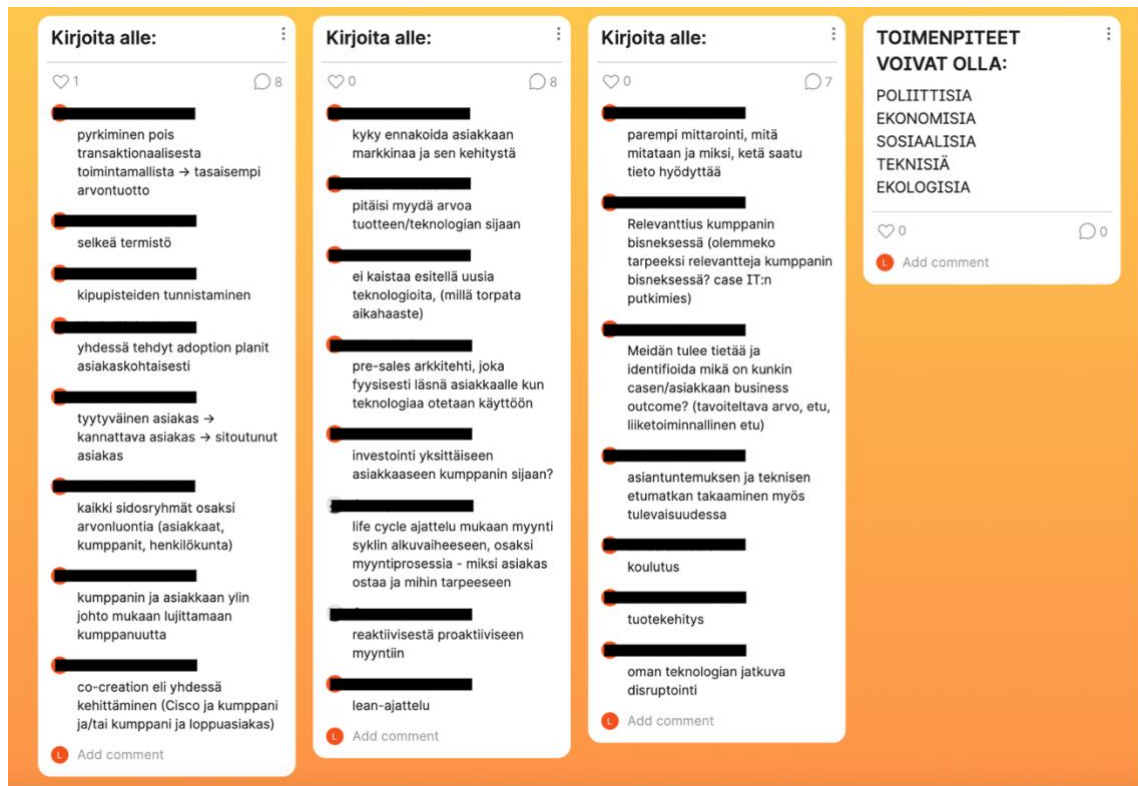 Kirjoita alle:
1
8
pyrkiminen pois
transaktionaalisesta
toimintamallista → tasaisempi
arvontuotto
selkeä termistö
kipupisteiden tunnistaminen
yhdessä tehdyt adoption planit
asiakaskohtaisesti
tyytyväinen asiakas →
kannattava asiakas → sitoutunut
asiakas
kaikki sidosryhmät osaksi
arvonluontia (asiakkaat,
kumppanit, henkilökunta)
kumppanin ja asiakkaan ylin
johto mukaan lujittamaan
kumppanuutta
co-creation eli yhdessä
kehittäminen (Cisco ja kumppani
ja/tai kumppani ja loppuasiakas)
L Add comment
Kirjoita alle:
0
8
kyky ennakoida asiakkaan
markkinaa ja sen kehitystä
pitäisi myydä arvoa
tuotteen/teknologian sijaan
ei kaistaa esitellä uusia
teknologioita, (millä torpata
aikahaaste)
pre-sales arkkitehti, joka
fyysisesti läsnä asiakkaalle kun
teknologiaa otetaan käyttöön
investointi yksittäiseen
asiakkaaseen kumppanin sijaan?
life cycle ajattelu mukaan myynti
syklin alkuvaiheeseen, osaksi
myyntiprosessia - miksi asiakas
ostaa ja mihin tarpeeseen
reaktiivisestä proaktiiviseen
myyntiin
lean-ajattelu
L Add comment
Kirjoita alle:
0
7
parempi mittarointi, mitä
mitataan ja miksi, ketä saatu
tieto hyödyttää
Relevanttius kumppanin
bisneksessä (olemmeko
tarpeeksi relevantteja kumppanin
bisneksessä? case IT:n
putkimies)
Meidän tulee tietää ja
identifioida mikä on kunkin
casen/asiakkaan business
outcome? (tavoiteltava arvo, etu,
liiketoiminnallinen etu)
asiantuntemuksen ja teknisen
etumatkan takaaminen myös
tulevaisuudessa
koulutus
tuotekehitys
oman teknologian jatkuva
disruptointi
L Add comment
TOIMENPITEET
VOIVAT OLLA:
POLIITTISIA
EKONOMISIA
SOSIAALISIA
TEKNISIÄ
EKOLOGISIA
0
0
L Add comment